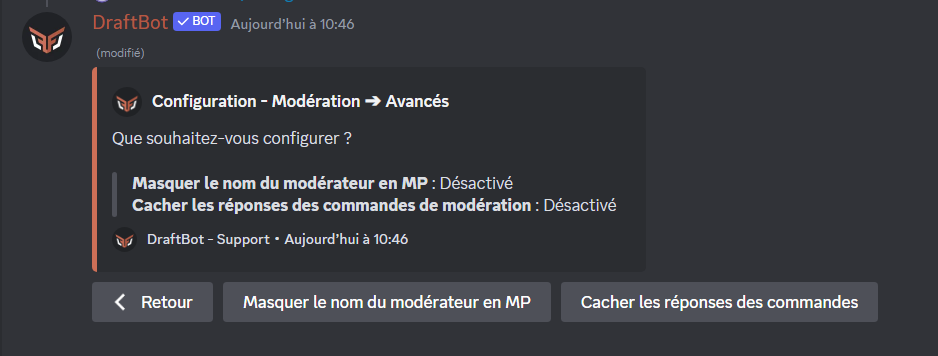 DraftBot ✓ BOT Aujourd'hui à 10:46
(modifié)
Configuration - Modération ➔ Avancés
Que souhaitez-vous configurer ?
Masquer le nom du modérateur en MP : Désactivé
Cacher les réponses des commandes de modération : Désactivé
DraftBot - Support • Aujourd'hui à 10:46
Retour
Masquer le nom du modérateur en MP
Cacher les réponses des commandes